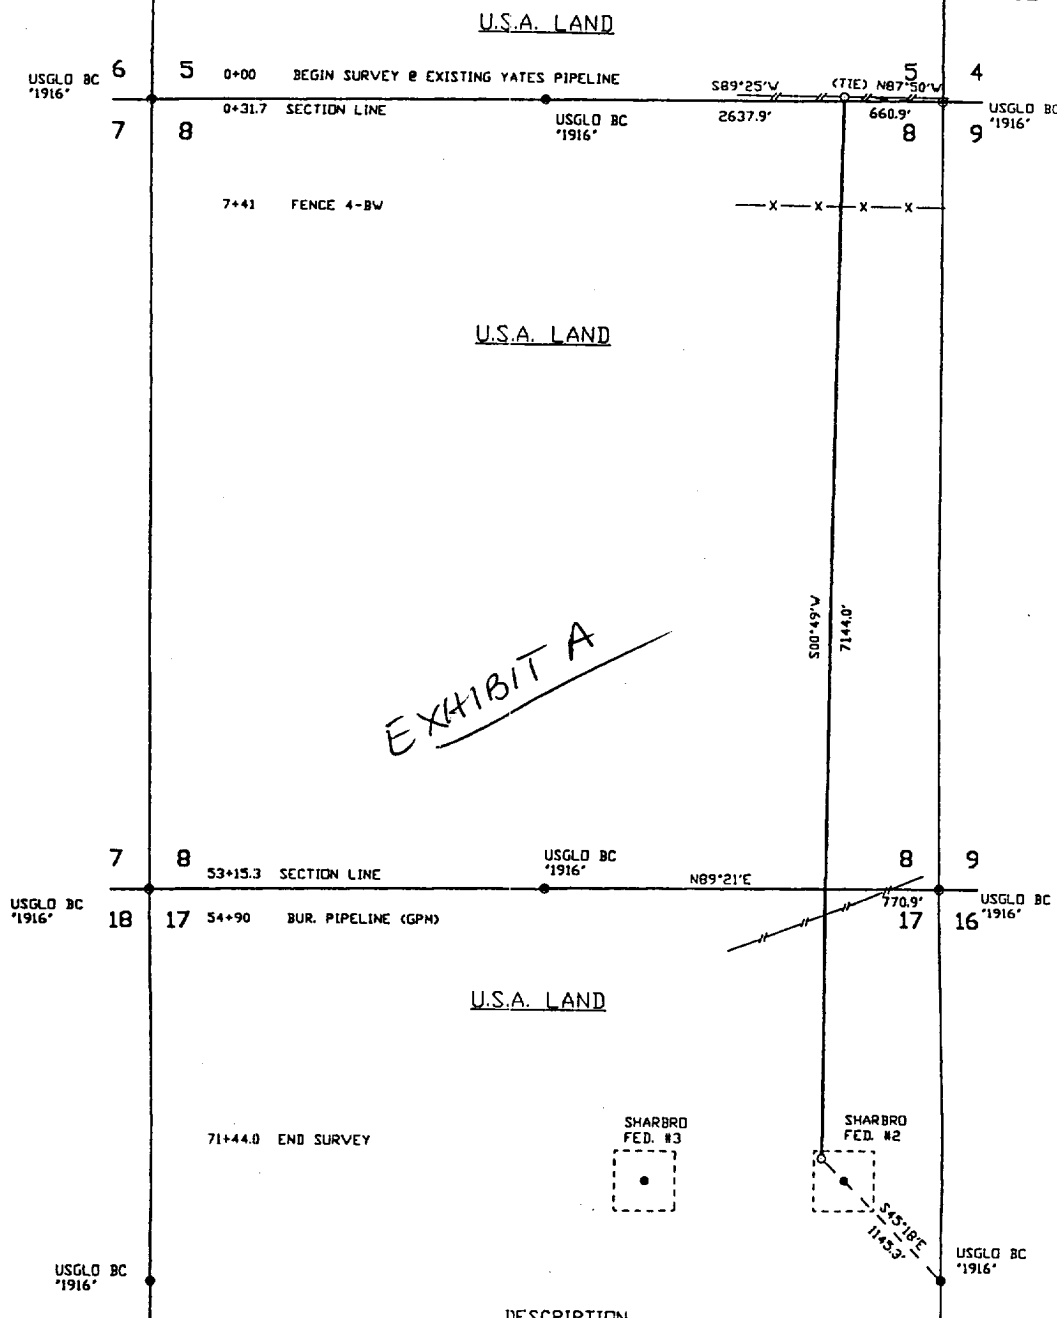 U.S.A. LAND
6 5 0+00 BEGIN SURVEY @ EXISTING YATES PIPELINE 5 4
USGLO BC
"1916"
S89°25'W (TIE) N87°50'W
0+31.7 SECTION LINE
2637.9' 660.9'
7 8 8 9
USGLO BC
"1916"
USGLO BC
"1916"
7+41 FENCE 4-BW
X X X X
U.S.A. LAND
S00°49'W
7144.0'
EXHIBIT A
7 8 8 9
53+15.3 SECTION LINE
USGLO BC
"1916"
N89°21'E
770.9'
USGLO BC
"1916"
18 17 54+90 BUR. PIPELINE (GPM) 17 16
USGLO BC
"1916"
U.S.A. LAND
71+44.0 END SURVEY
SHARBRO
FED. #3
SHARBRO
FED. #2
S45°18'E
1145.3'
USGLO BC
"1916"
USGLO BC
"1916"
DESCRIPTION